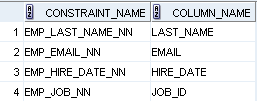 CONSTRAINT_NAME COLUMN_NAME
1 EMP_LAST_NAME_NN LAST_NAME
2 EMP_EMAIL_NN EMAIL
3 EMP_HIRE_DATE_NN HIRE_DATE
4 EMP_JOB_NN JOB_ID